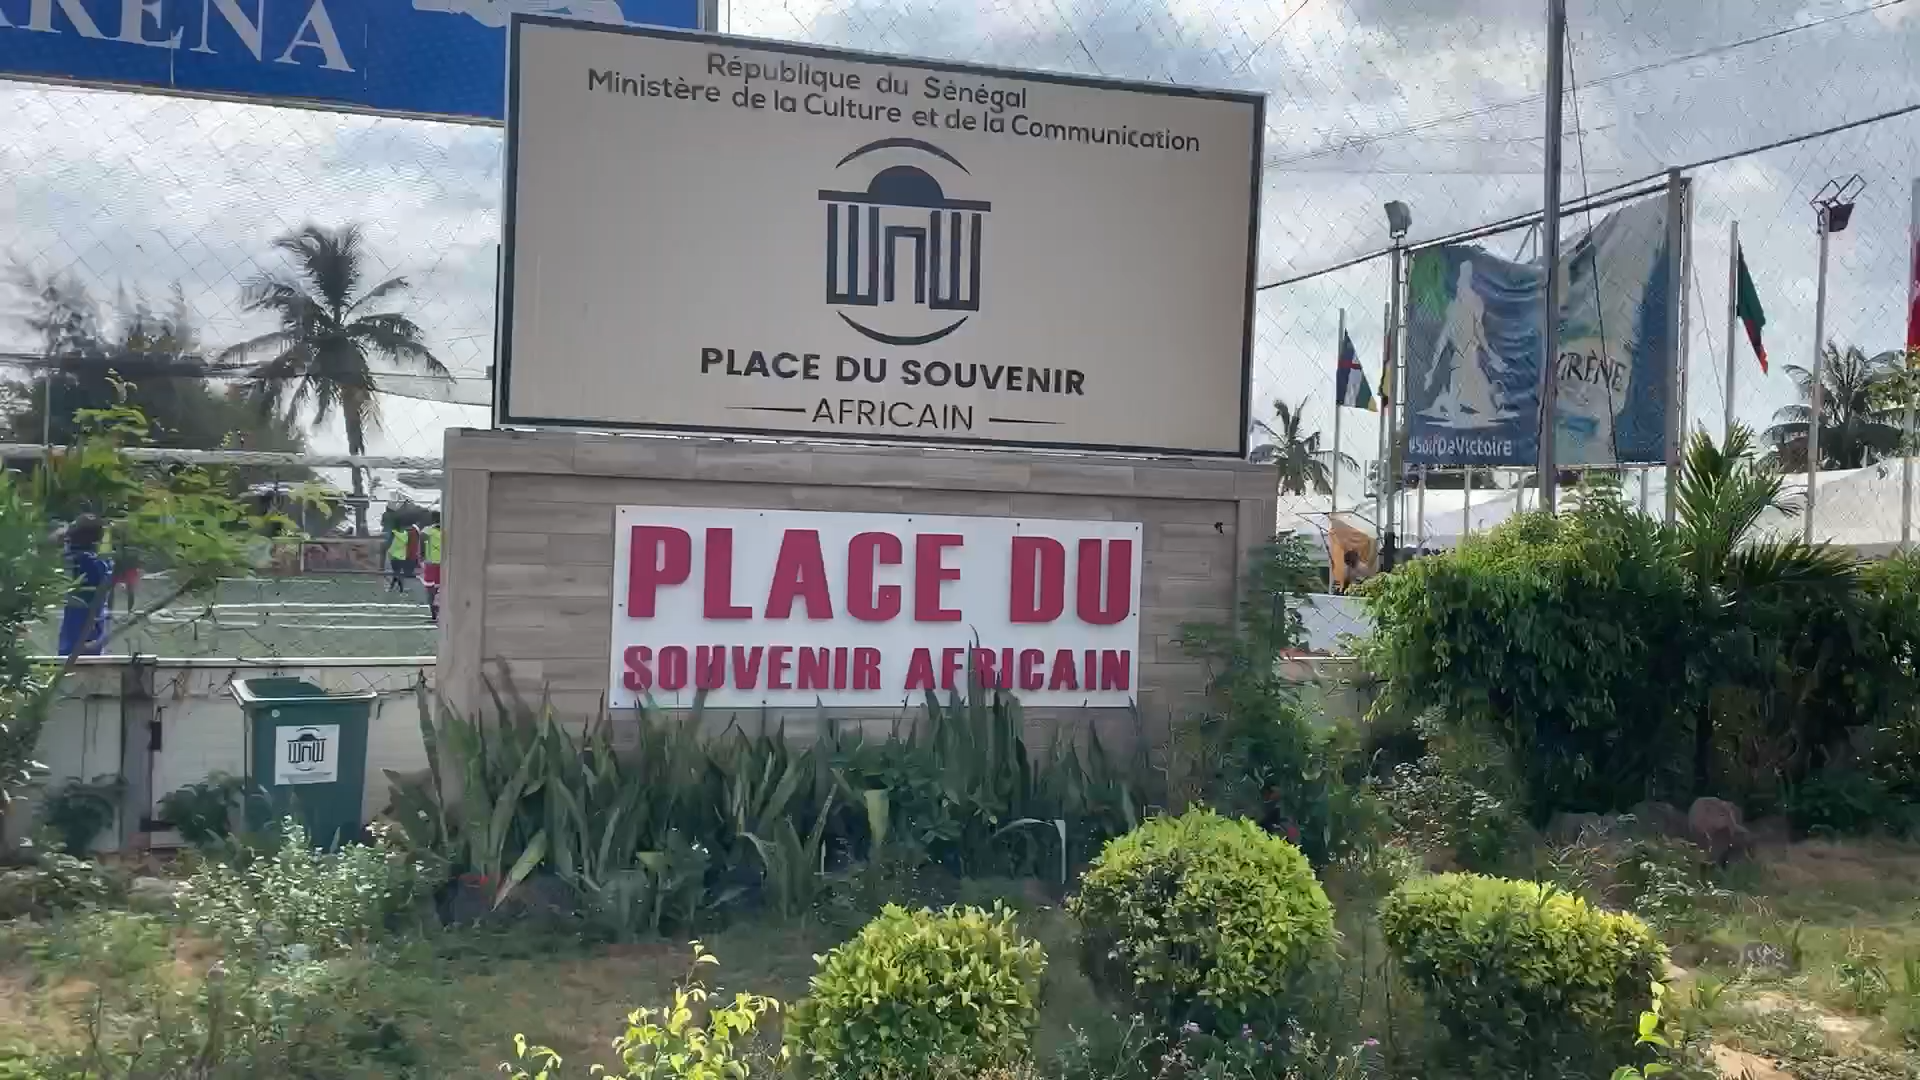 ARENA
République du Sénégal
Ministère de la Culture et de la Communication
PLACE DU SOUVENIR
AFRICAIN
PLACE DU
SOUVENIR AFRICAIN
KIRÈNE
#SoifDeVictoire